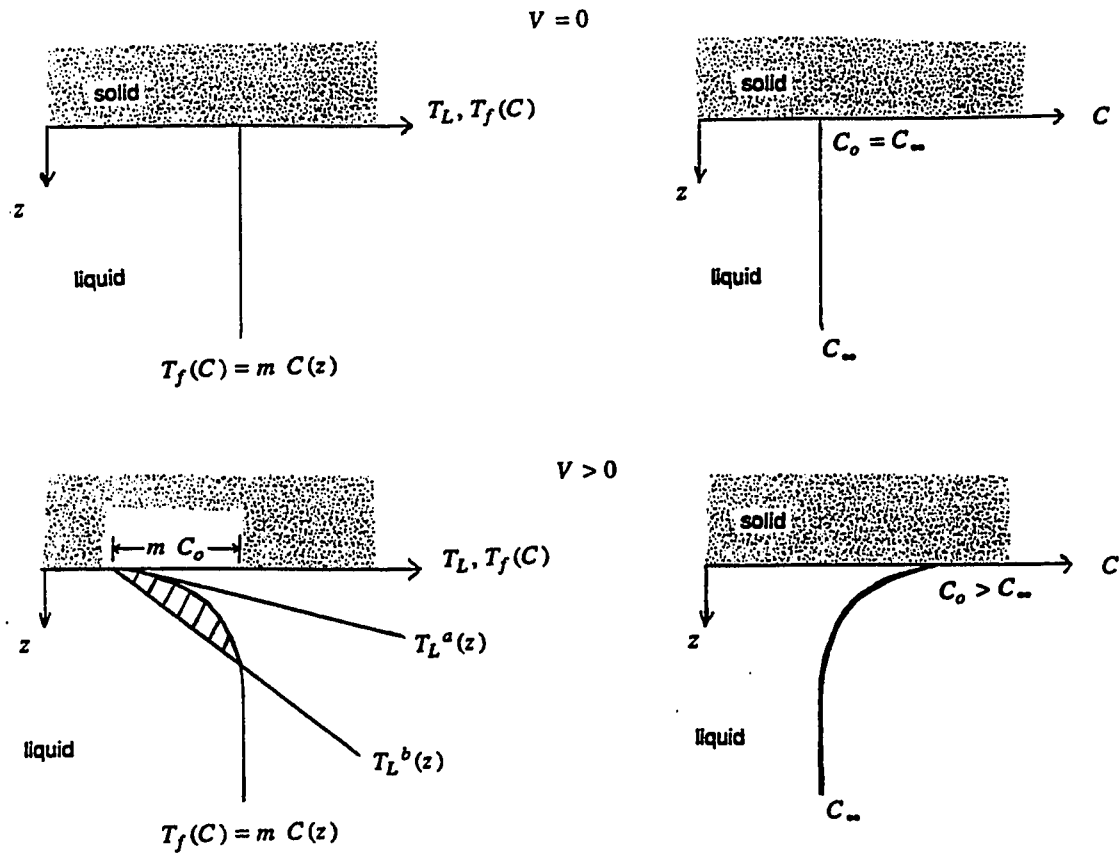 V = 0
solid
T_L, T_f(C)
z
liquid
T_f(C) = m C(z)
solid
C
C_o = C_∞
z
liquid
C_∞
V > 0
m C_o
T_L, T_f(C)
z
T_L^a(z)
T_L^b(z)
liquid
T_f(C) = m C(z)
solid
C
C_o > C_∞
z
liquid
C_∞